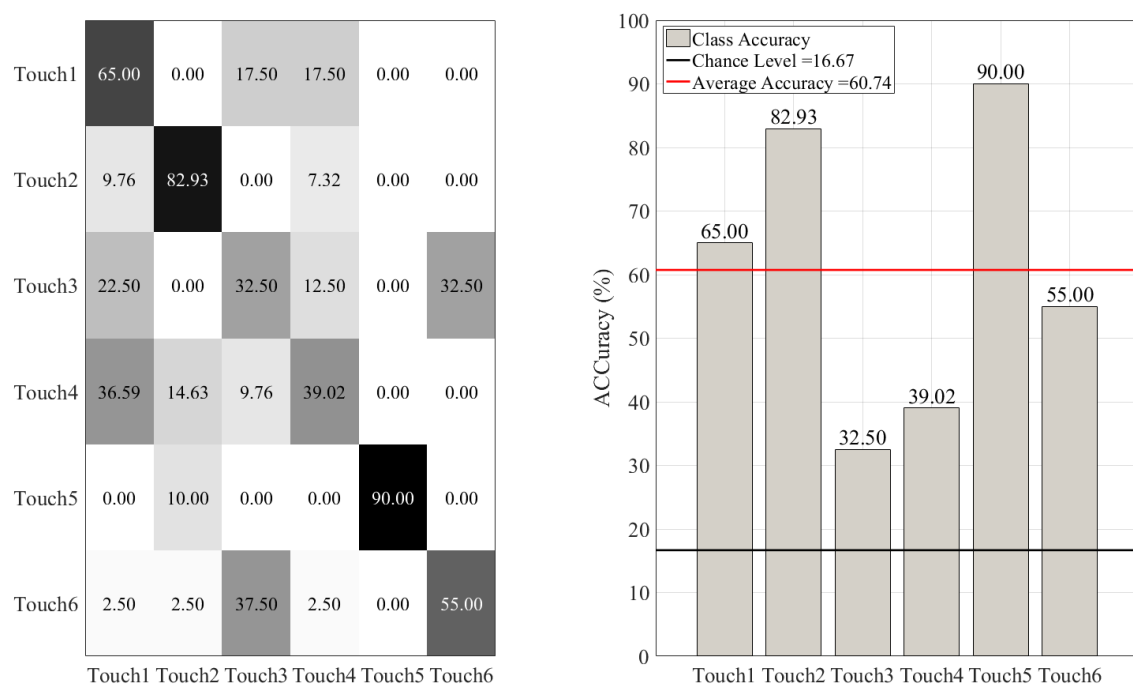 Touch1 65.00 0.00 17.50 17.50 0.00 0.00
Touch2 9.76 82.93 0.00 7.32 0.00 0.00
Touch3 22.50 0.00 32.50 12.50 0.00 32.50
Touch4 36.59 14.63 9.76 39.02 0.00 0.00
Touch5 0.00 10.00 0.00 0.00 90.00 0.00
Touch6 2.50 2.50 37.50 2.50 0.00 55.00
Touch1 Touch2 Touch3 Touch4 Touch5 Touch6
ACCuracy (%)
100
90
80
70
60
50
40
30
20
10
0
Class Accuracy
Chance Level =16.67
Average Accuracy =60.74
65.00
82.93
32.50
39.02
90.00
55.00
Touch1 Touch2 Touch3 Touch4 Touch5 Touch6